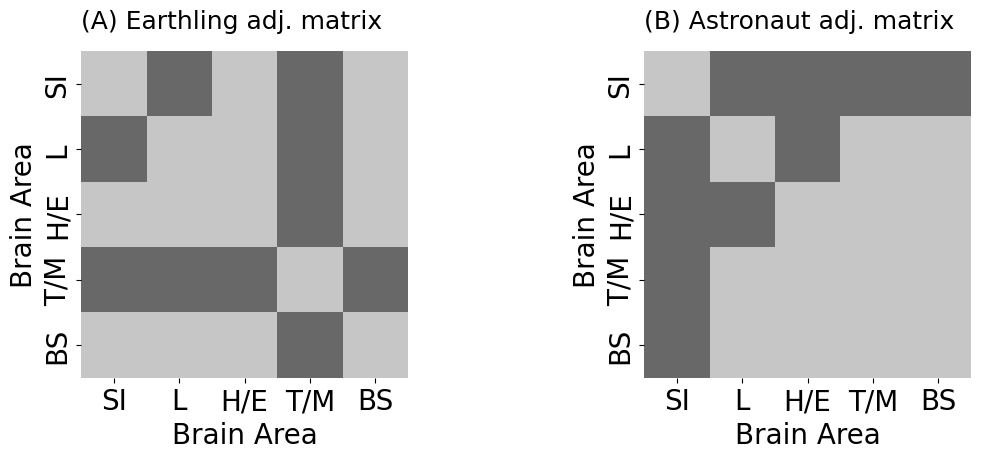 (A) Earthling adj. matrix
Brain Area
SI
L
H/E
T/M
BS
SI L H/E T/M BS
Brain Area
(B) Astronaut adj. matrix
Brain Area
SI
L
H/E
T/M
BS
SI L H/E T/M BS
Brain Area